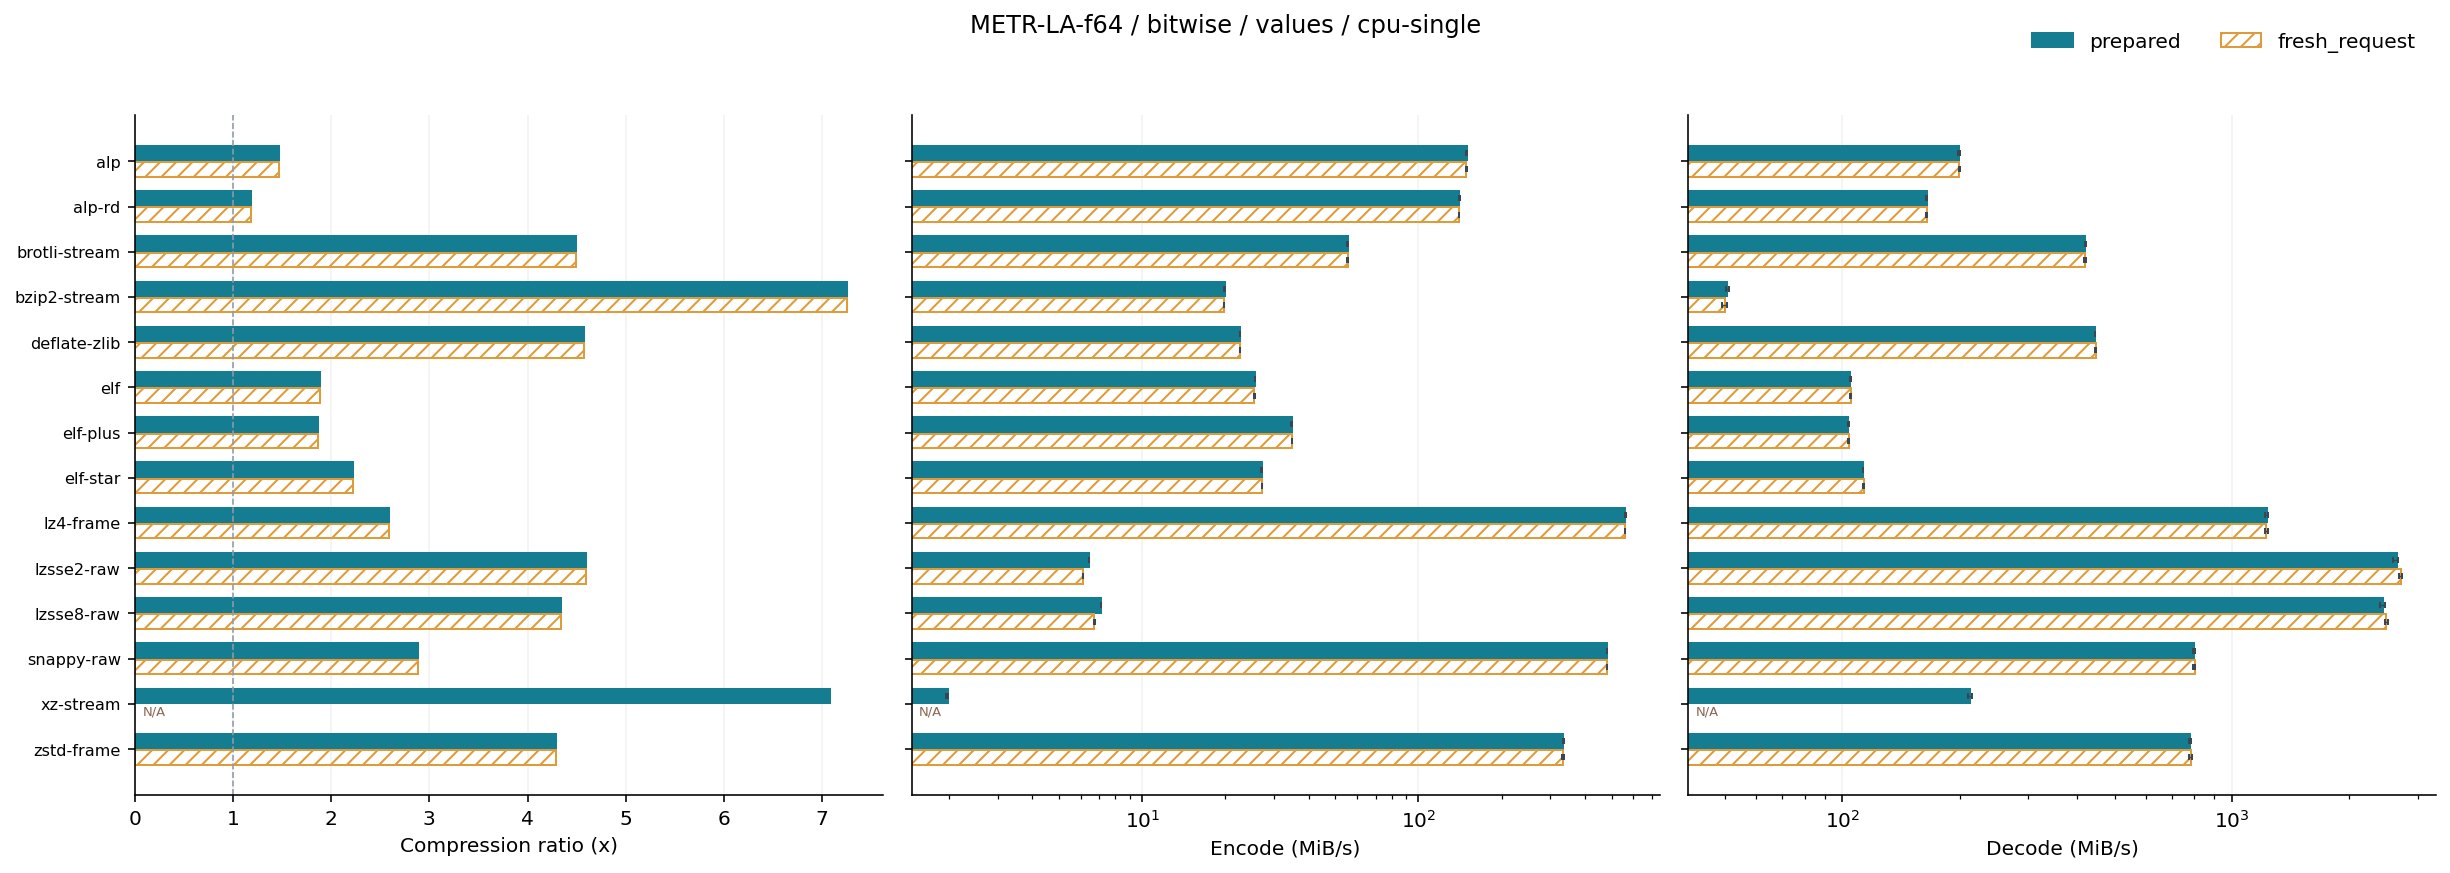 METR-LA-f64 / bitwise / values / cpu-single
prepared
fresh_request
alp
alp-rd
brotli-stream
bzip2-stream
deflate-zlib
elf
elf-plus
elf-star
lz4-frame
lzsse2-raw
lzsse8-raw
snappy-raw
xz-stream
zstd-frame
N/A
N/A
N/A
0 1 2 3 4 5 6 7
Compression ratio (x)
10¹ 10²
Encode (MiB/s)
10² 10³
Decode (MiB/s)